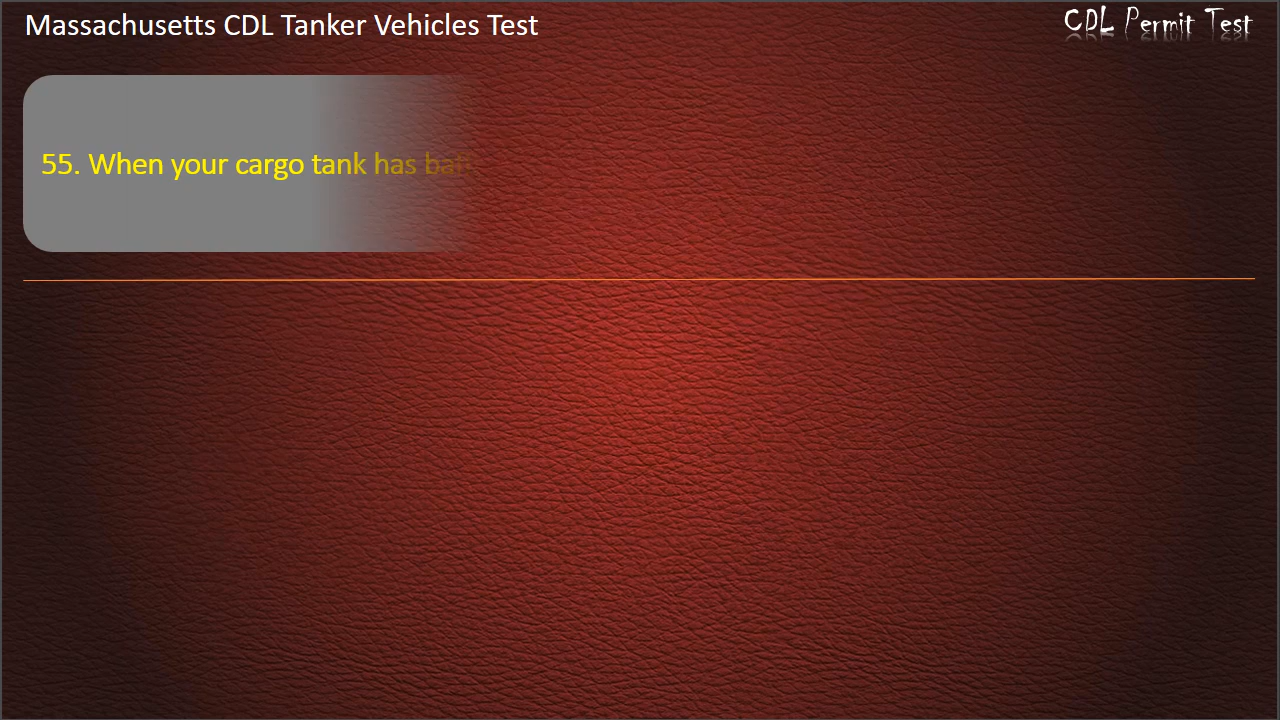 Massachusetts CDL Tanker Vehicles Test
CDL Permit Test
55. When your cargo tank has